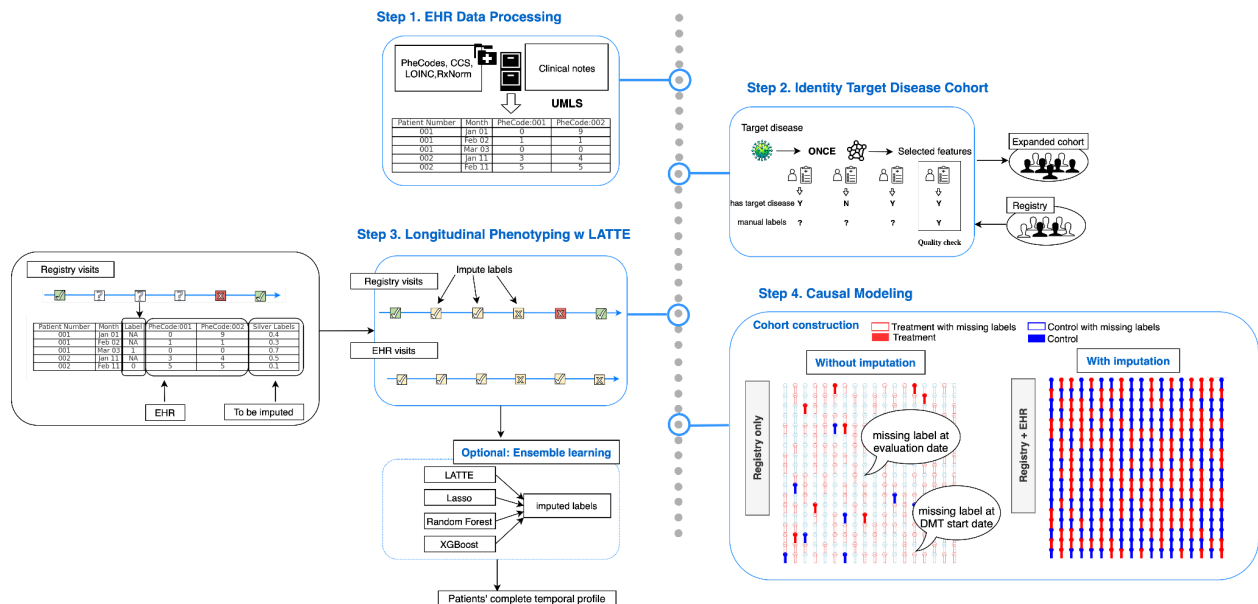 Step 1. EHR Data Processing
PheCodes, CCS,
LOINC,RxNorm
Clinical notes
UMLS
Patient Number Month PheCode:001 PheCode:002
001 Jan 01 0 9
001 Feb 02 1 1
001 Mar 03 0 0
002 Jan 11 3 4
002 Feb 11 5 5
Step 2. Identity Target Disease Cohort
Target disease
ONCE
Selected features
has target disease Y N Y Y
manual labels ? ? ? Y
Quality check
Expanded cohort
Registry
Step 3. Longitudinal Phenotyping w LATTE
Registry visits
? ? ?
Patient Number Month Label PheCode:001 PheCode:002 Silver Labels
001 Jan 01 NA 0 9 0.4
001 Feb 02 NA 1 1 0.3
001 Mar 03 1 0 0 0.7
002 Jan 11 NA 3 4 0.5
002 Feb 11 0 5 5 0.1
EHR
To be imputed
Impute labels
Registry visits
EHR visits
Optional: Ensemble learning
LATTE
Lasso
Random Forest
XGBoost
imputed labels
Patients' complete temporal profile
Step 4. Causal Modeling
Cohort construction
Treatment with missing labels
Treatment
Control with missing labels
Control
Without imputation
With imputation
Registry only
missing label at
evaluation date
missing label at
DMT start date
Registry + EHR